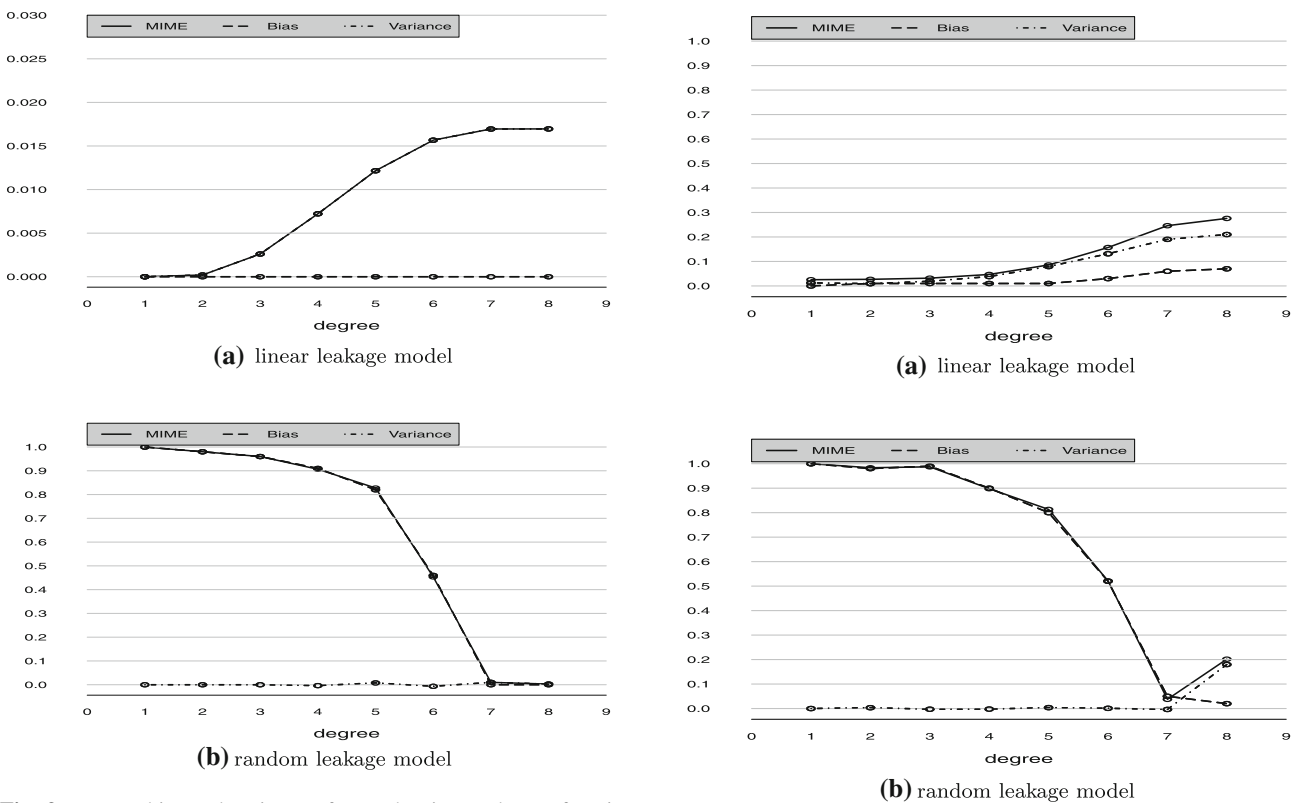 MIME Bias Variance
0.030
0.025
0.020
0.015
0.010
0.005
0.000
0 1 2 3 4 5 6 7 8 9
degree
(a) linear leakage model
MIME Bias Variance
1.0
0.9
0.8
0.7
0.6
0.5
0.4
0.3
0.2
0.1
0.0
0 1 2 3 4 5 6 7 8 9
degree
(b) random leakage model
MIME Bias Variance
1.0
0.9
0.8
0.7
0.6
0.5
0.4
0.3
0.2
0.1
0.0
0 1 2 3 4 5 6 7 8 9
degree
(a) linear leakage model
MIME Bias Variance
1.0
0.9
0.8
0.7
0.6
0.5
0.4
0.3
0.2
0.1
0.0
0 1 2 3 4 5 6 7 8 9
degree
(b) random leakage model